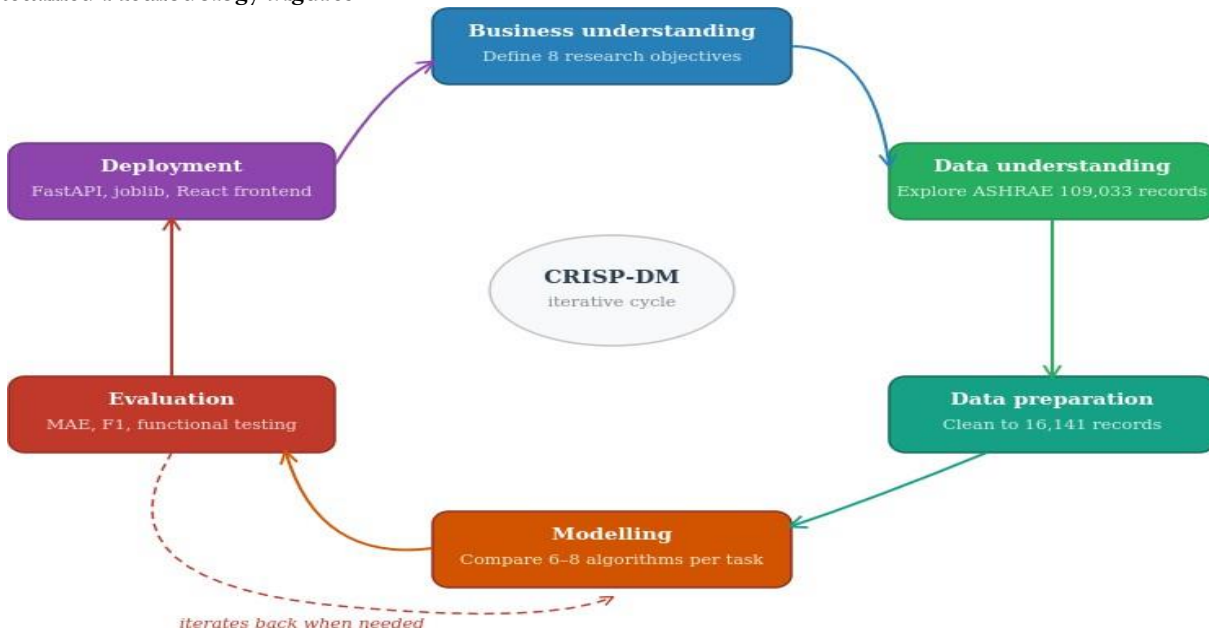 Business understanding
Define 8 research objectives
Deployment
FastAPI, joblib, React frontend
Data understanding
Explore ASHRAE 109,033 records
CRISP-DM
iterative cycle
Evaluation
MAE, F1, functional testing
Data preparation
Clean to 16,141 records
Modelling
Compare 6–8 algorithms per task
iterates back when needed